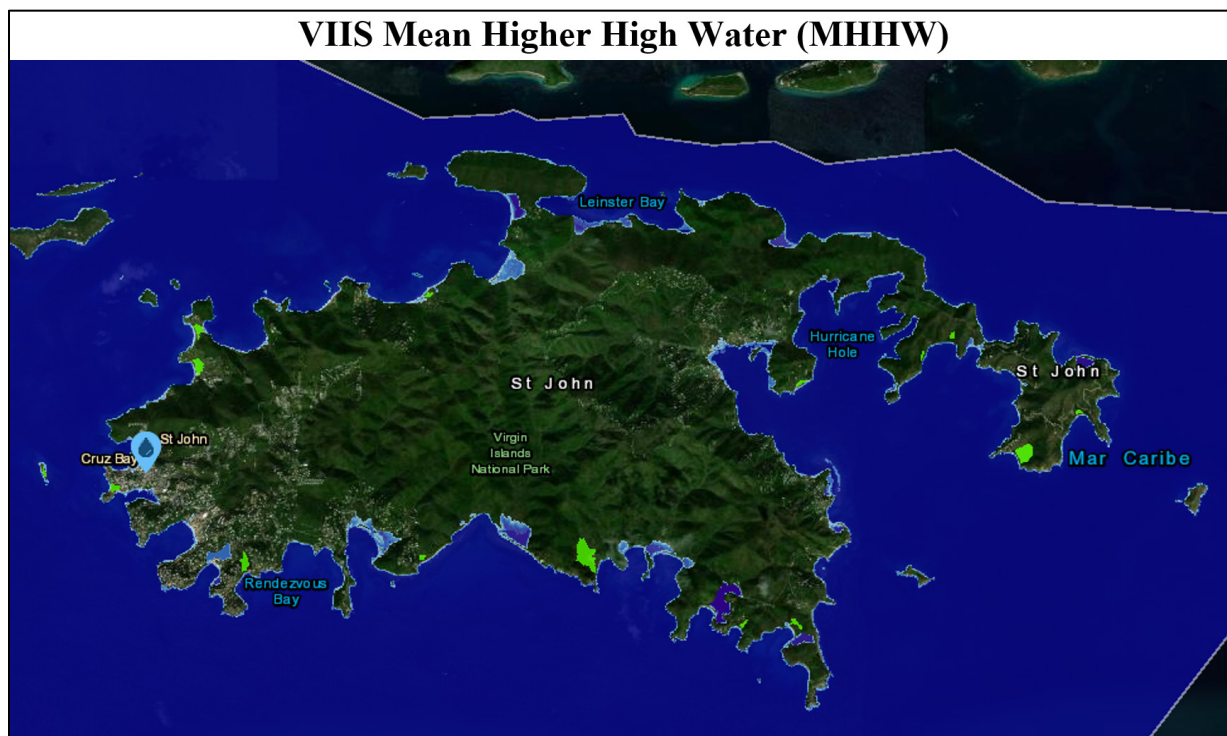 VIIS Mean Higher High Water (MHHW)
Leinster Bay
Hurricane
Hole
St John
St John
Virgin
Islands
National Park
St John
Cruz Bay
Mar Caribe
Rendezvous
Bay